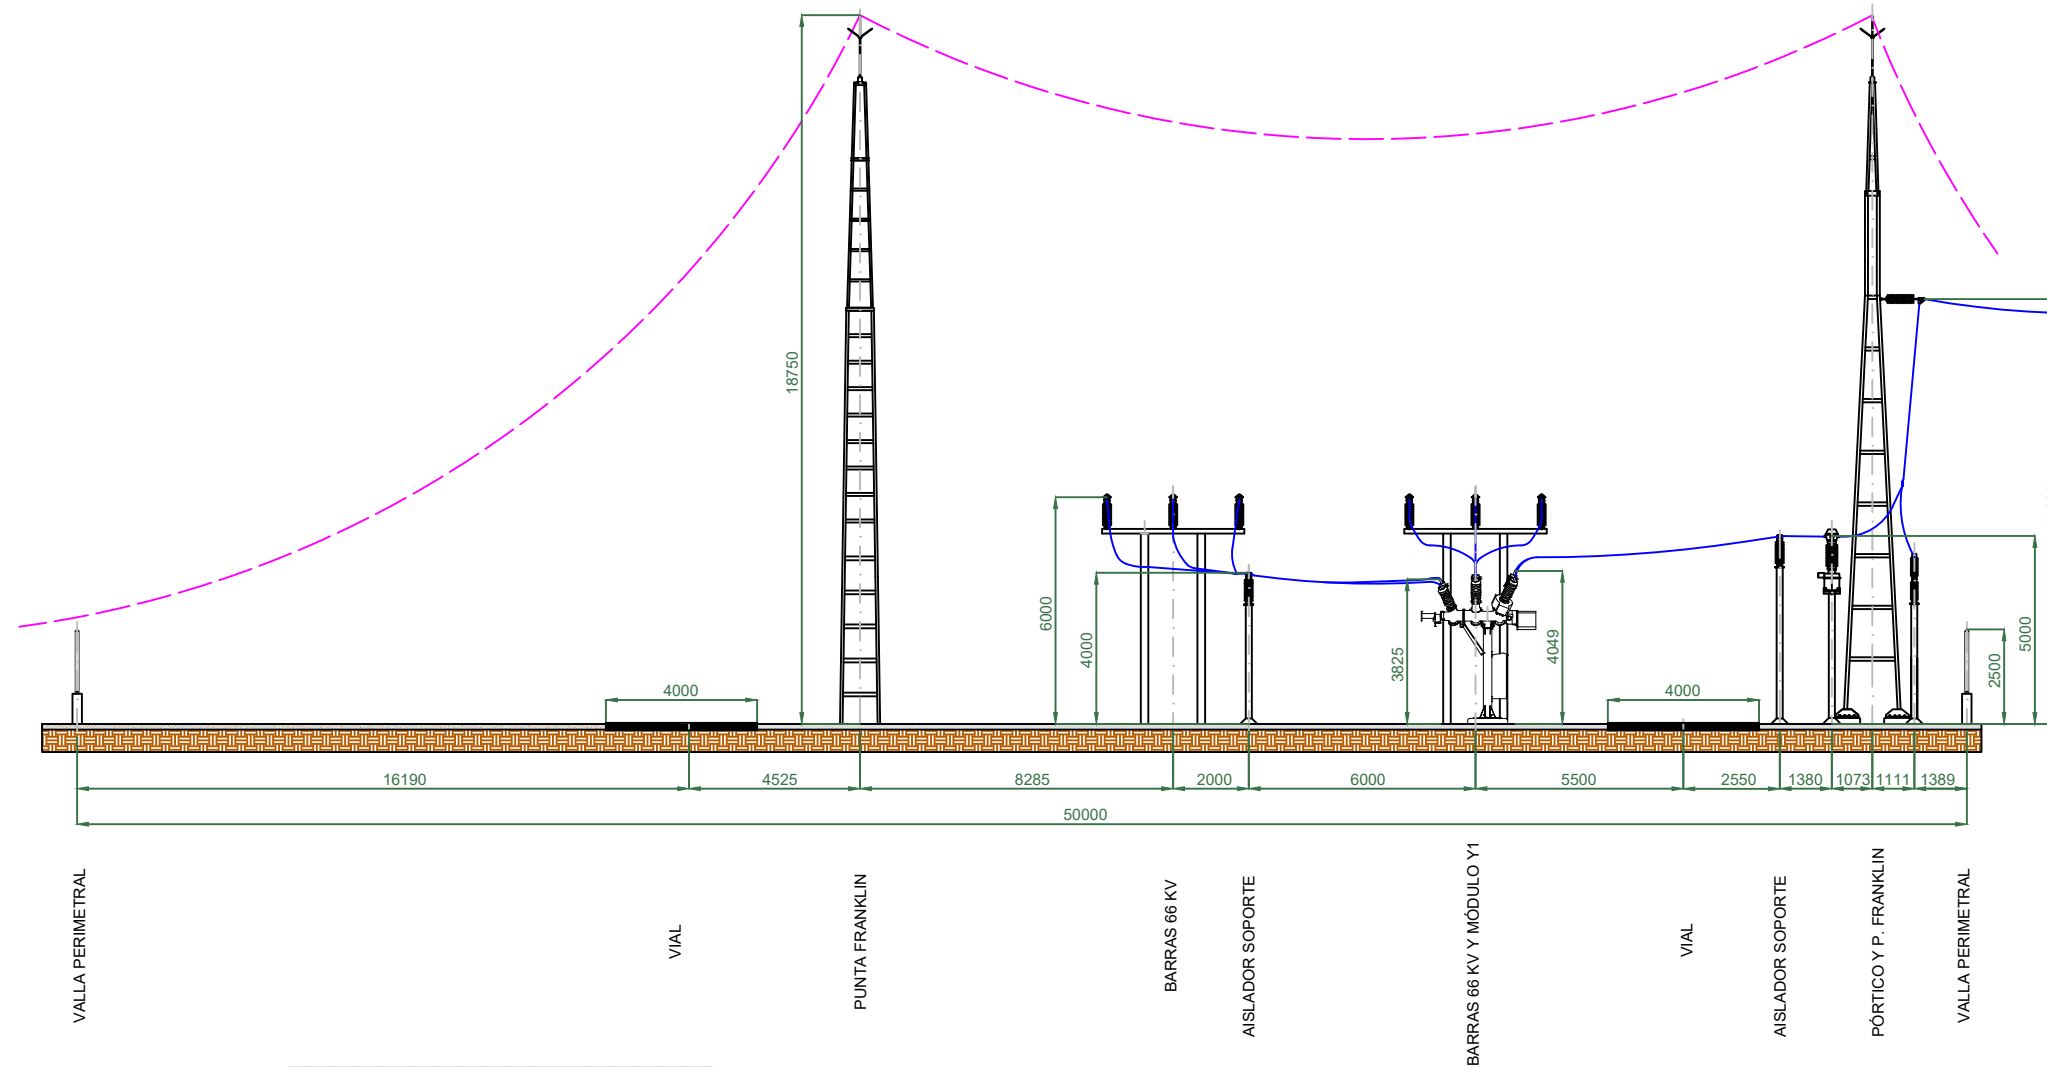 18750
6000
4000
3825
4049
5000
2500
4000
4000
16190
4525
8285
2000
6000
5500
2550
1380
1073
1111
1389
50000
VALLA PERIMETRAL
VIAL
PUNTA FRANKLIN
BARRAS 66 KV
AISLADOR SOPORTE
BARRAS 66 KV Y MÓDULO Y1
VIAL
AISLADOR SOPORTE
PÓRTICO Y P. FRANKLIN
VALLA PERIMETRAL